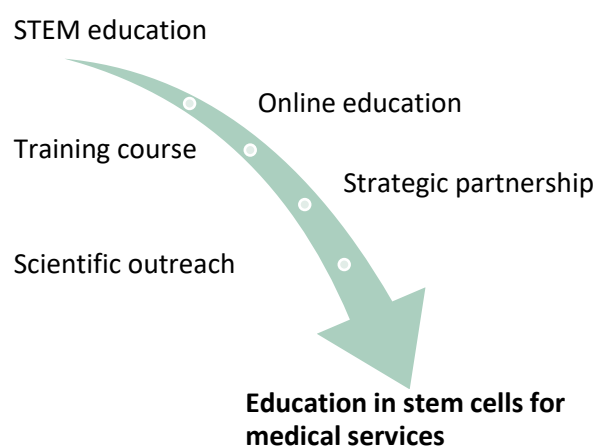 STEM education
Online education
Training course
Strategic partnership
Scientific outreach
Education in stem cells for
medical services